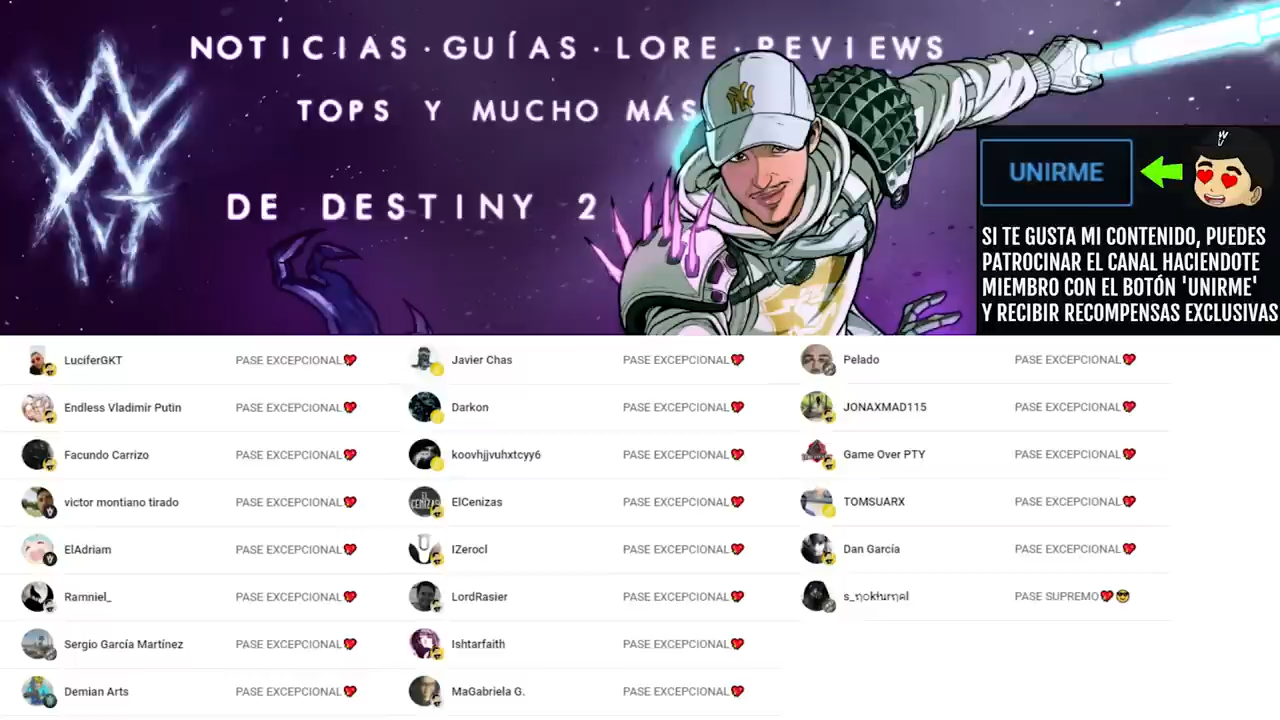 NOTICIAS · GUÍAS · LORE · REVIEWS
TOPS Y MUCHO MÁS
DE DESTINY 2
UNIRME
SI TE GUSTA MI CONTENIDO, PUEDES
PATROCINAR EL CANAL HACIENDOTE
MIEMBRO CON EL BOTÓN 'UNIRME'
Y RECIBIR RECOMPENSAS EXCLUSIVAS
LuciferGKT PASE EXCEPCIONAL
Endless Vladimir Putin PASE EXCEPCIONAL
Facundo Carrizo PASE EXCEPCIONAL
victor montiano tirado PASE EXCEPCIONAL
ElAdriam PASE EXCEPCIONAL
Ramniel_ PASE EXCEPCIONAL
Sergio García Martínez PASE EXCEPCIONAL
Demian Arts PASE EXCEPCIONAL
Javier Chas PASE EXCEPCIONAL
Darkon PASE EXCEPCIONAL
koovhjjvuhxtcyy6 PASE EXCEPCIONAL
ElCenizas PASE EXCEPCIONAL
IZerocl PASE EXCEPCIONAL
LordRasier PASE EXCEPCIONAL
Ishtarfaith PASE EXCEPCIONAL
MaGabriela G. PASE EXCEPCIONAL
Pelado PASE EXCEPCIONAL
JONAXMAD115 PASE EXCEPCIONAL
Game Over PTY PASE EXCEPCIONAL
TOMSUARX PASE EXCEPCIONAL
Dan García PASE EXCEPCIONAL
PASE SUPREMO